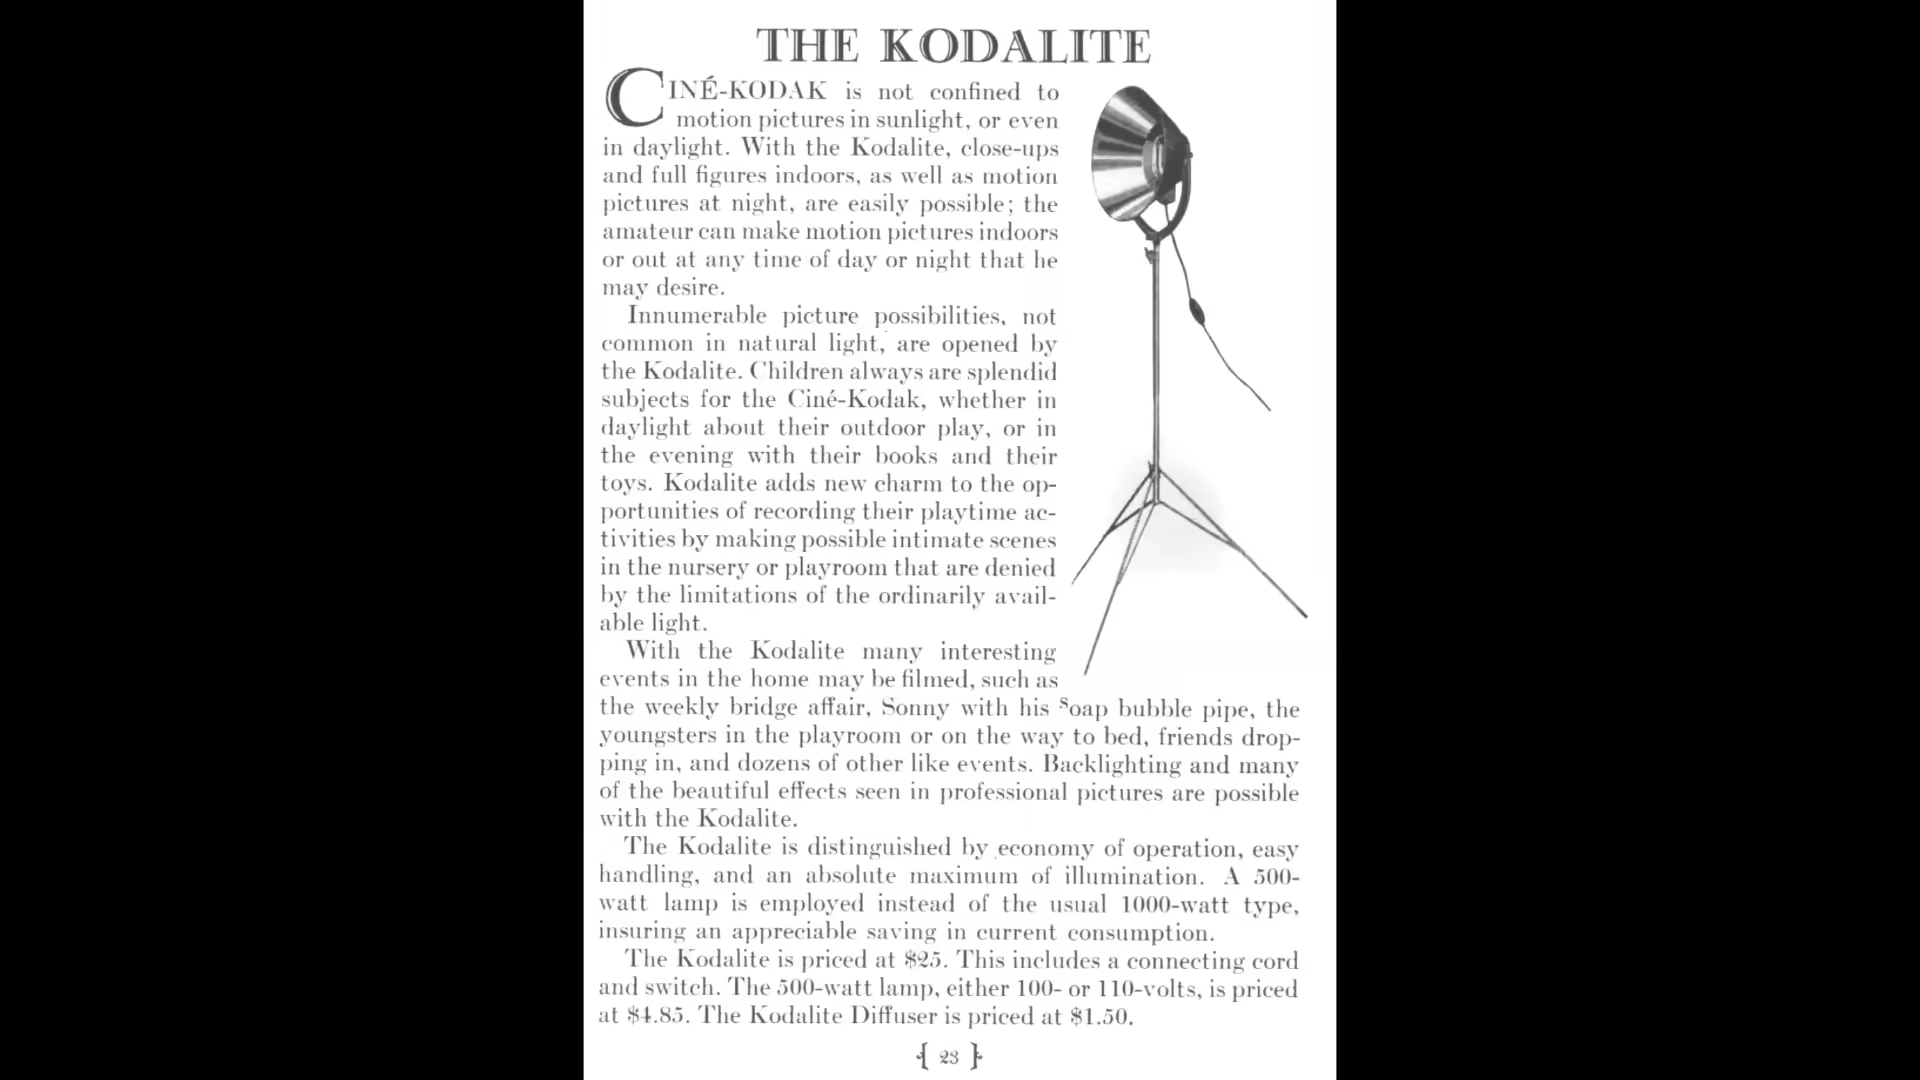 THE KODALITE
CINÉ-KODAK is not confined to
motion pictures in sunlight, or even
in daylight. With the Kodalite, close-ups
and full figures indoors, as well as motion
pictures at night, are easily possible; the
amateur can make motion pictures indoors
or out at any time of day or night that he
may desire.
Innumerable picture possibilities, not
common in natural light, are opened by
the Kodalite. Children always are splendid
subjects for the Ciné-Kodak, whether in
daylight about their outdoor play, or in
the evening with their books and their
toys. Kodalite adds new charm to the op-
portunities of recording their playtime ac-
tivities by making possible intimate scenes
in the nursery or playroom that are denied
by the limitations of the ordinarily avail-
able light.
With the Kodalite many interesting
events in the home may be filmed, such as
the weekly bridge affair, Sonny with his Soap bubble pipe, the
youngsters in the playroom or on the way to bed, friends drop-
ping in, and dozens of other like events. Backlighting and many
of the beautiful effects seen in professional pictures are possible
with the Kodalite.
The Kodalite is distinguished by economy of operation, easy
handling, and an absolute maximum of illumination. A 500-
watt lamp is employed instead of the usual 1000-watt type,
insuring an appreciable saving in current consumption.
The Kodalite is priced at $25. This includes a connecting cord
and switch. The 500-watt lamp, either 100- or 110-volts, is priced
at $4.85. The Kodalite Diffuser is priced at $1.50.
{ 23 }